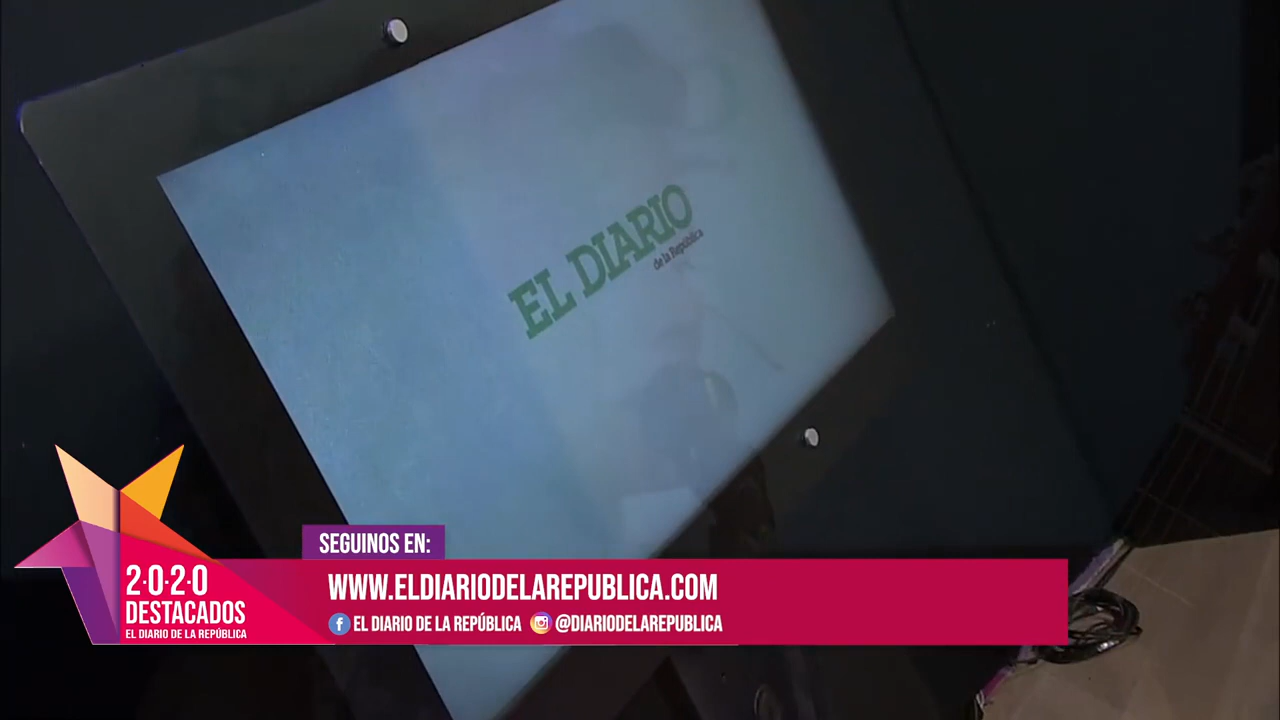 EL DIARIO
de la República
SEGUINOS EN:
WWW.ELDIARIODELAREPUBLICA.COM
EL DIARIO DE LA REPÚBLICA @DIARIODELAREPUBLICA
2·0·2·0
DESTACADOS
EL DIARIO DE LA REPÚBLICA